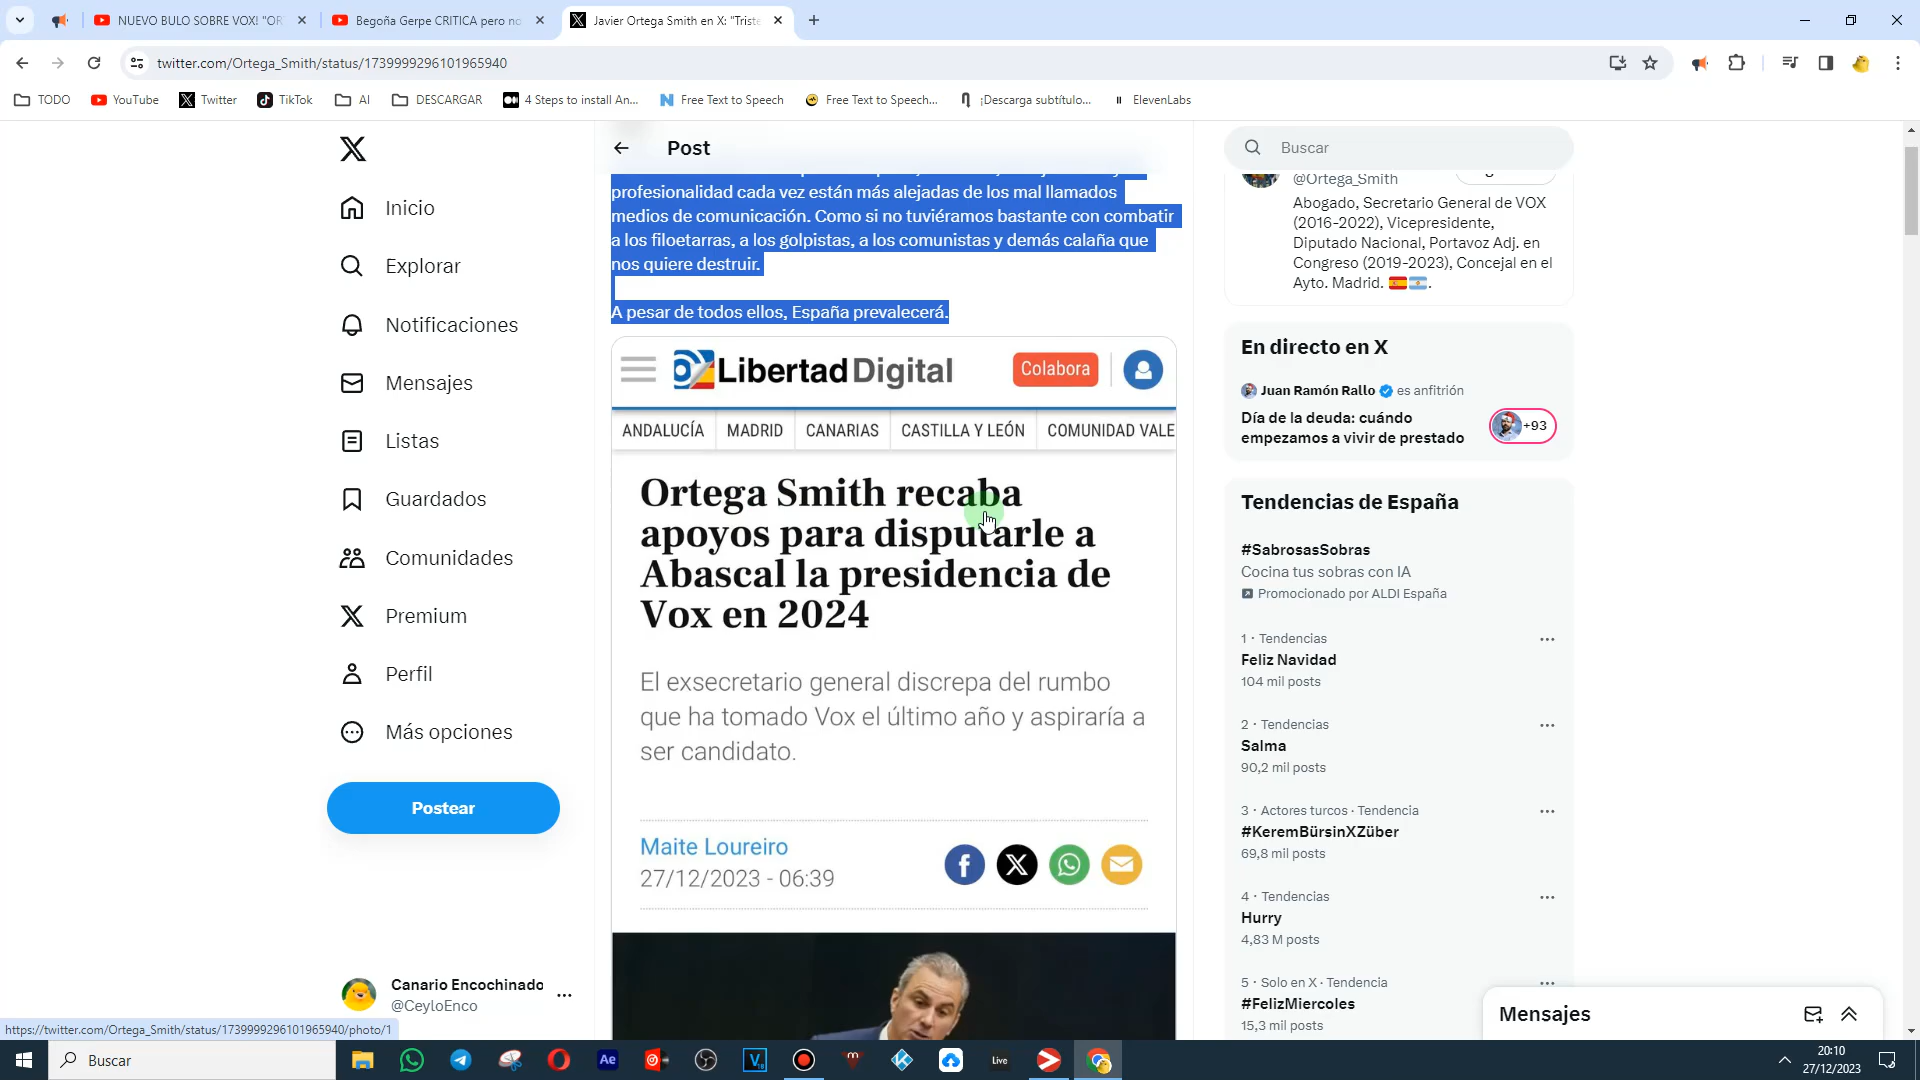 NUEVO BULO SOBRE VOX! "OR
Begoña Gerpe CRITICA pero no
Javier Ortega Smith en X: "Triste
twitter.com/Ortega_Smith/status/1739999296101965940
TODO
YouTube
Twitter
TikTok
AI
DESCARGAR
4 Steps to install An...
Free Text to Speech
Free Text to Speech...
¡Descarga subtítulo...
ElevenLabs
Inicio
Explorar
Notificaciones
Mensajes
Listas
Guardados
Comunidades
Premium
Perfil
Más opciones
Postear
Canario Encochinado
@CeyloEnco
https://twitter.com/Ortega_Smith/status/1739999296101965940/photo/1
Post
profesionalidad cada vez están más alejadas de los mal llamados
medios de comunicación. Como si no tuviéramos bastante con combatir
a los filoetarras, a los golpistas, a los comunistas y demás calaña que
nos quiere destruir.
A pesar de todos ellos, España prevalecerá.
Libertad Digital
Colabora
ANDALUCÍA
MADRID
CANARIAS
CASTILLA Y LEÓN
COMUNIDAD VALE
Ortega Smith recaba
apoyos para disputarle a
Abascal la presidencia de
Vox en 2024
El exsecretario general discrepa del rumbo
que ha tomado Vox el último año y aspiraría a
ser candidato.
Maite Loureiro
27/12/2023 - 06:39
Buscar
@Ortega_Smith
Abogado, Secretario General de VOX
(2016-2022), Vicepresidente,
Diputado Nacional, Portavoz Adj. en
Congreso (2019-2023), Concejal en el
Ayto. Madrid.
En directo en X
Juan Ramón Rallo es anfitrión
Día de la deuda: cuándo
empezamos a vivir de prestado
+93
Tendencias de España
#SabrosasSobras
Cocina tus sobras con IA
Promocionado por ALDI España
1 · Tendencias
Feliz Navidad
104 mil posts
2 · Tendencias
Salma
90,2 mil posts
3 · Actores turcos · Tendencia
#KeremBürsinXZüber
69,8 mil posts
4 · Tendencias
Hurry
4,83 M posts
5 · Solo en X · Tendencia
#FelizMiercoles
15,3 mil posts
Mensajes
Buscar
Ae
Live
20:10
27/12/2023